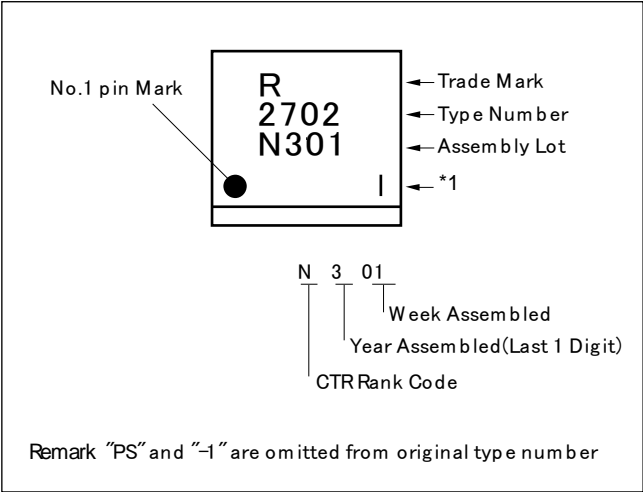 No.1 pin Mark
R
2702
N301
I
Trade Mark
Type Number
Assembly Lot
*1
N 3 01
Week Assembled
Year Assembled(Last 1 Digit)
CTR Rank Code
Remark "PS" and "-1" are omitted from original type number